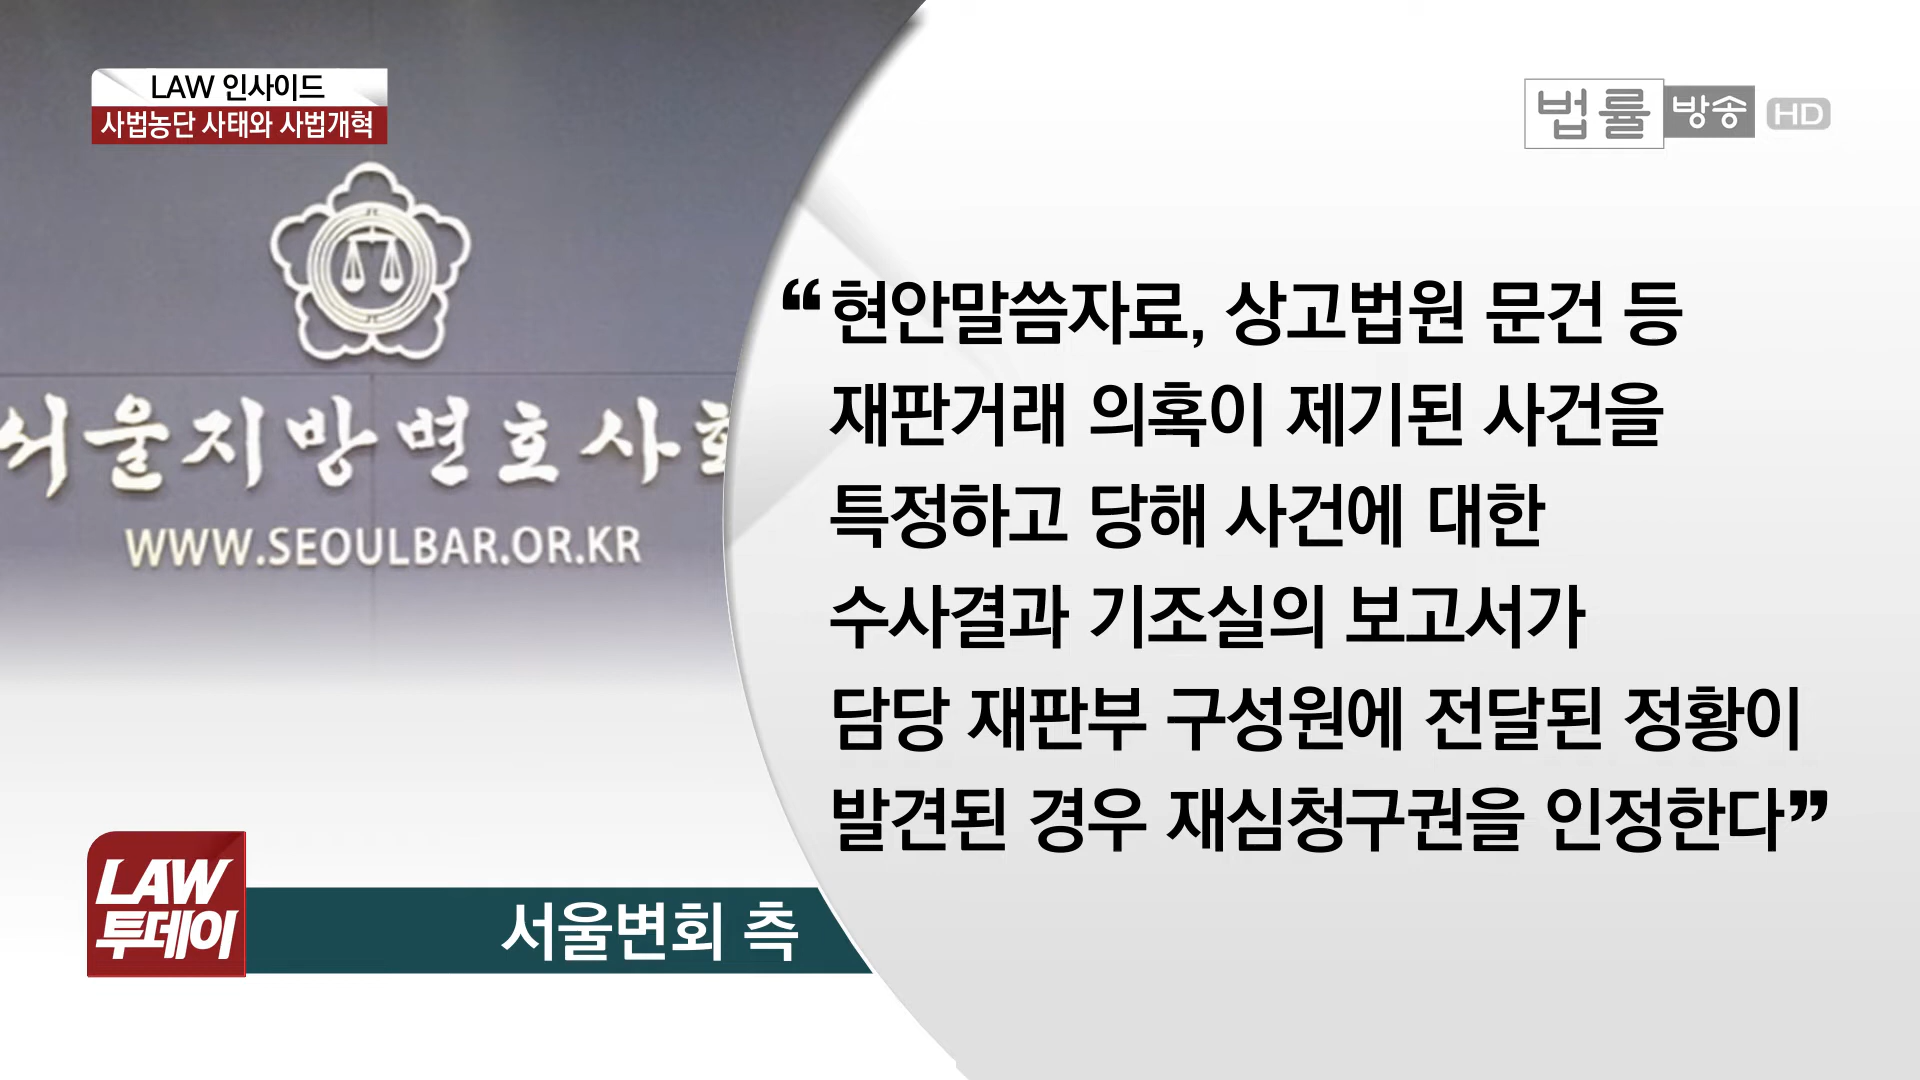 LAW 인사이드
사법농단 사태와 사법개혁
법률방송 HD
서울지방변호사회
WWW.SEOULBAR.OR.KR
“현안말씀자료, 상고법원 문건 등
재판거래 의혹이 제기된 사건을
특정하고 당해 사건에 대한
수사결과 기조실의 보고서가
담당 재판부 구성원에 전달된 정황이
발견된 경우 재심청구권을 인정한다”
LAW
투데이
서울변회 측